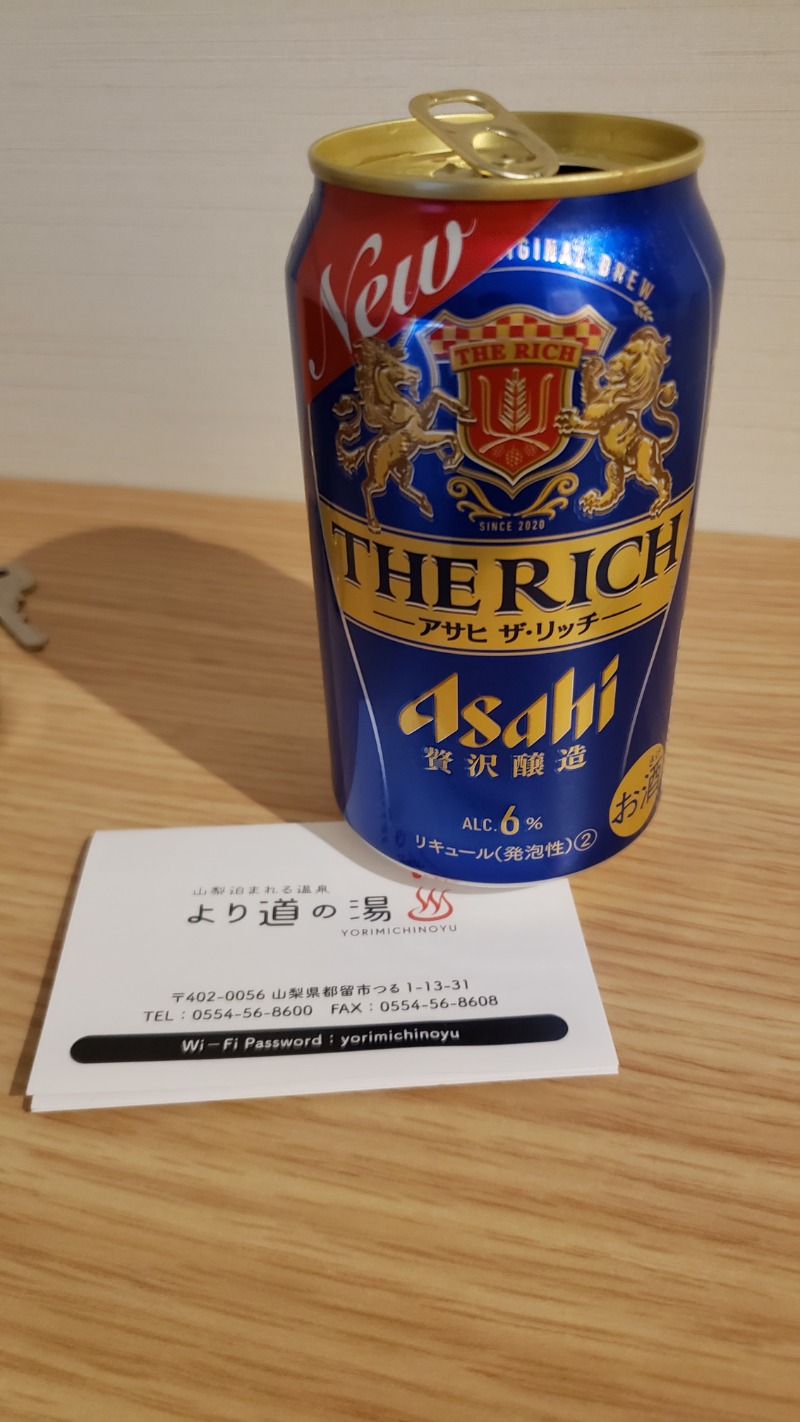 New
IGINAL BREW
THE RICH
SINCE 2020
THE RICH
アサヒ ザ・リッチ
Asahi
贅沢醸造
お酒
ALC.6%
リキュール(発泡性)②
山梨泊まれる温泉
より道の湯
YORIMICHINOYU
〒402-0056 山梨県都留市つる1-13-31
TEL：0554-56-8600 FAX：0554-56-8608
Wi-Fi Password：yorimichinoyu